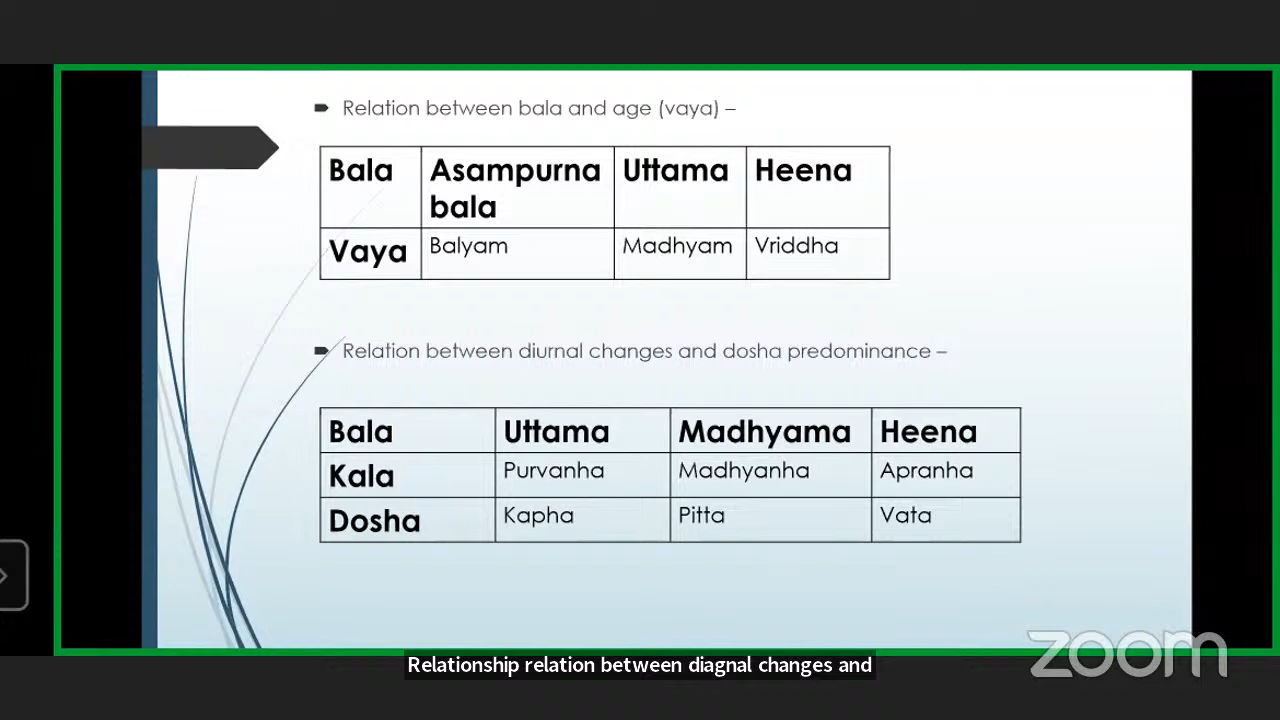 Relation between bala and age (vaya) –
Bala Asampurna bala Uttama Heena
Vaya Balyam Madhyam Vriddha
Relation between diurnal changes and dosha predominance –
Bala Uttama Madhyama Heena
Kala Purvanha Madhyanha Apranha
Dosha Kapha Pitta Vata
zoom
Relationship relation between diagnal changes and